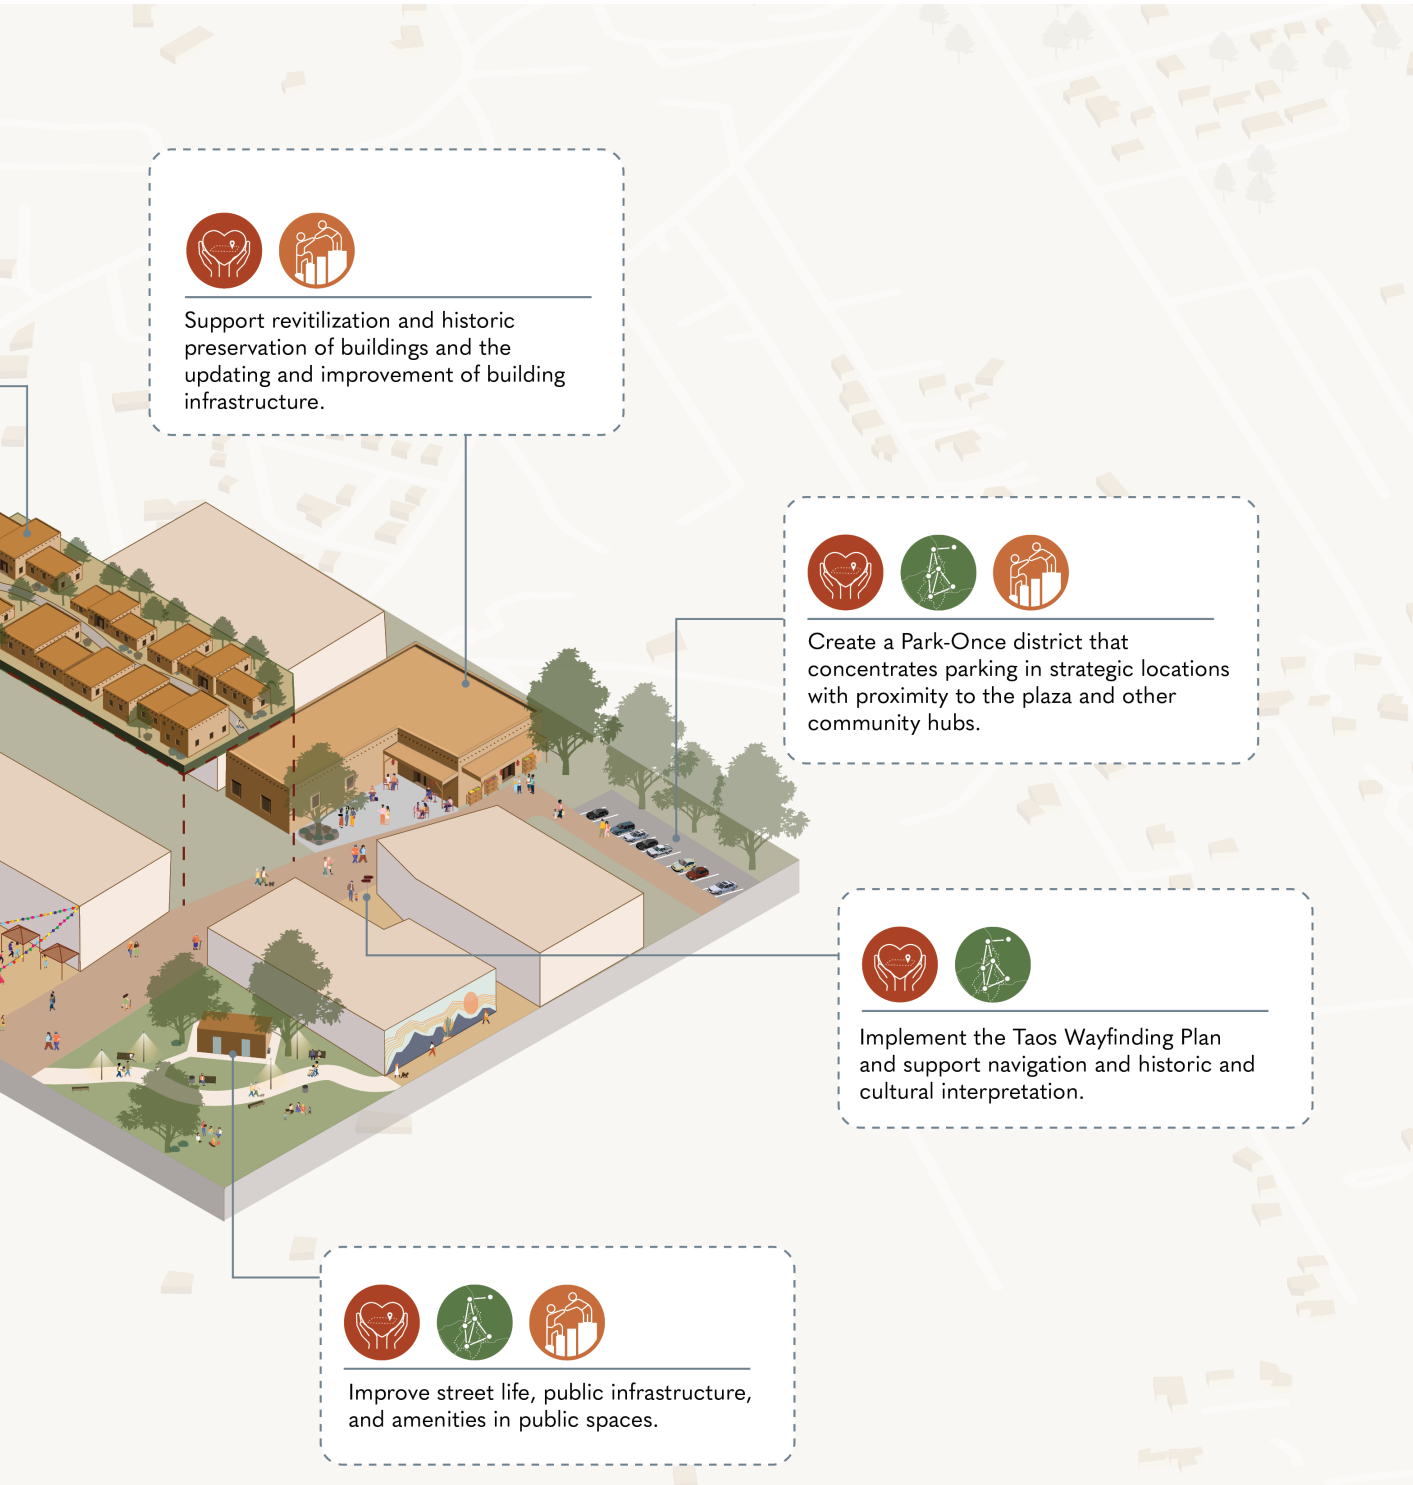 Support revitilization and historic
preservation of buildings and the
updating and improvement of building
infrastructure.
Create a Park-Once district that
concentrates parking in strategic locations
with proximity to the plaza and other
community hubs.
Implement the Taos Wayfinding Plan
and support navigation and historic and
cultural interpretation.
Improve street life, public infrastructure,
and amenities in public spaces.